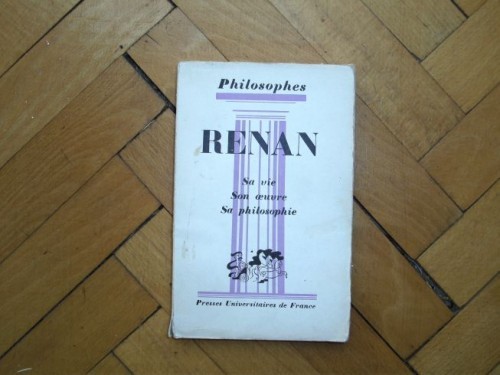 Philosophes
RENAN
Sa vie
Son œuvre
Sa philosophie
Presses Universitaires de France